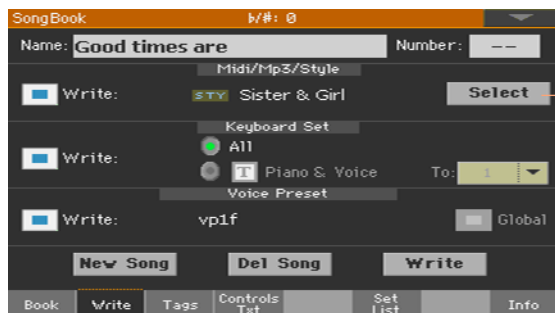 SongBook ♭/#: 0
Name: Good times are Number: --
Midi/Mp3/Style
Write: STY Sister & Girl Select
Keyboard Set
All
Write:
T Piano & Voice To: 1
Voice Preset
Write: vp1f Global
New Song Del Song Write
Book Write Tags Controls Txt Set List Info